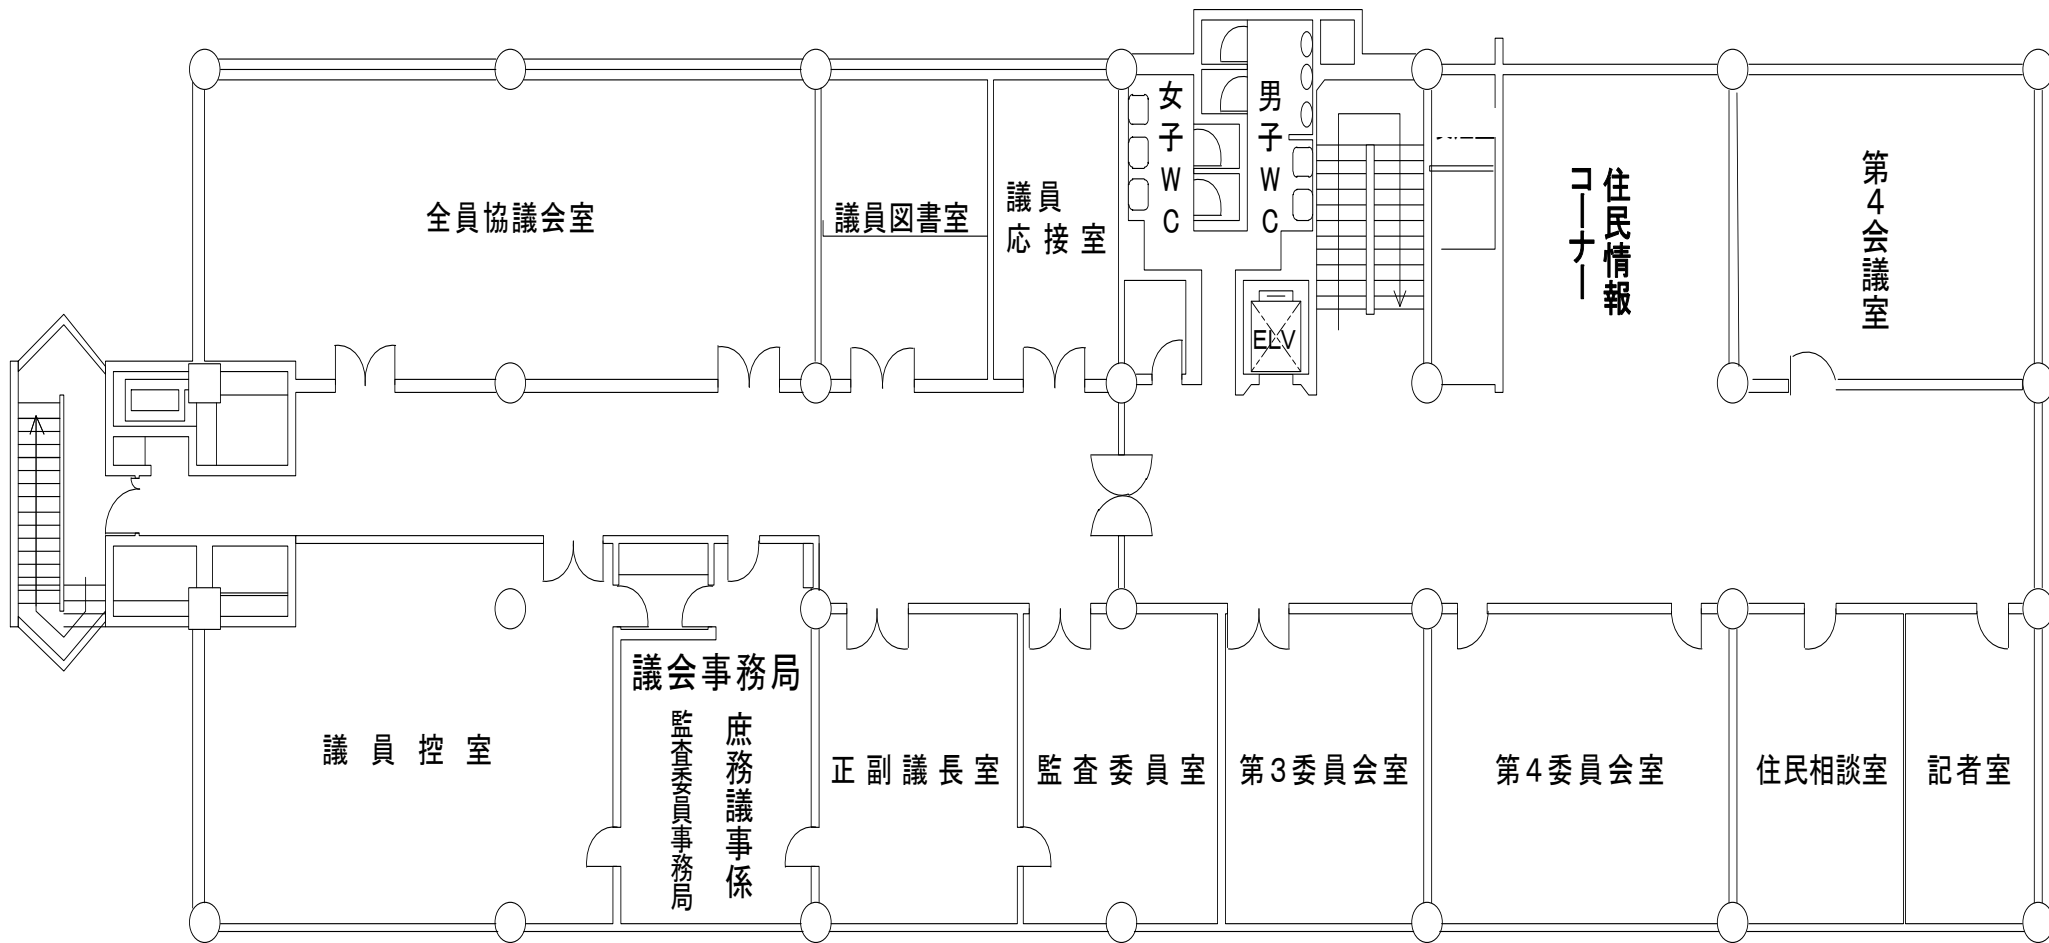 全員協議会室
議員図書室
議員
応接室
女子WC
男子WC
ELV
住民情報
コーナー
第4会議室
議員控室
議会事務局
庶務議事係
監査委員事務局
正副議長室
監査委員室
第3委員会室
第4委員会室
住民相談室
記者室